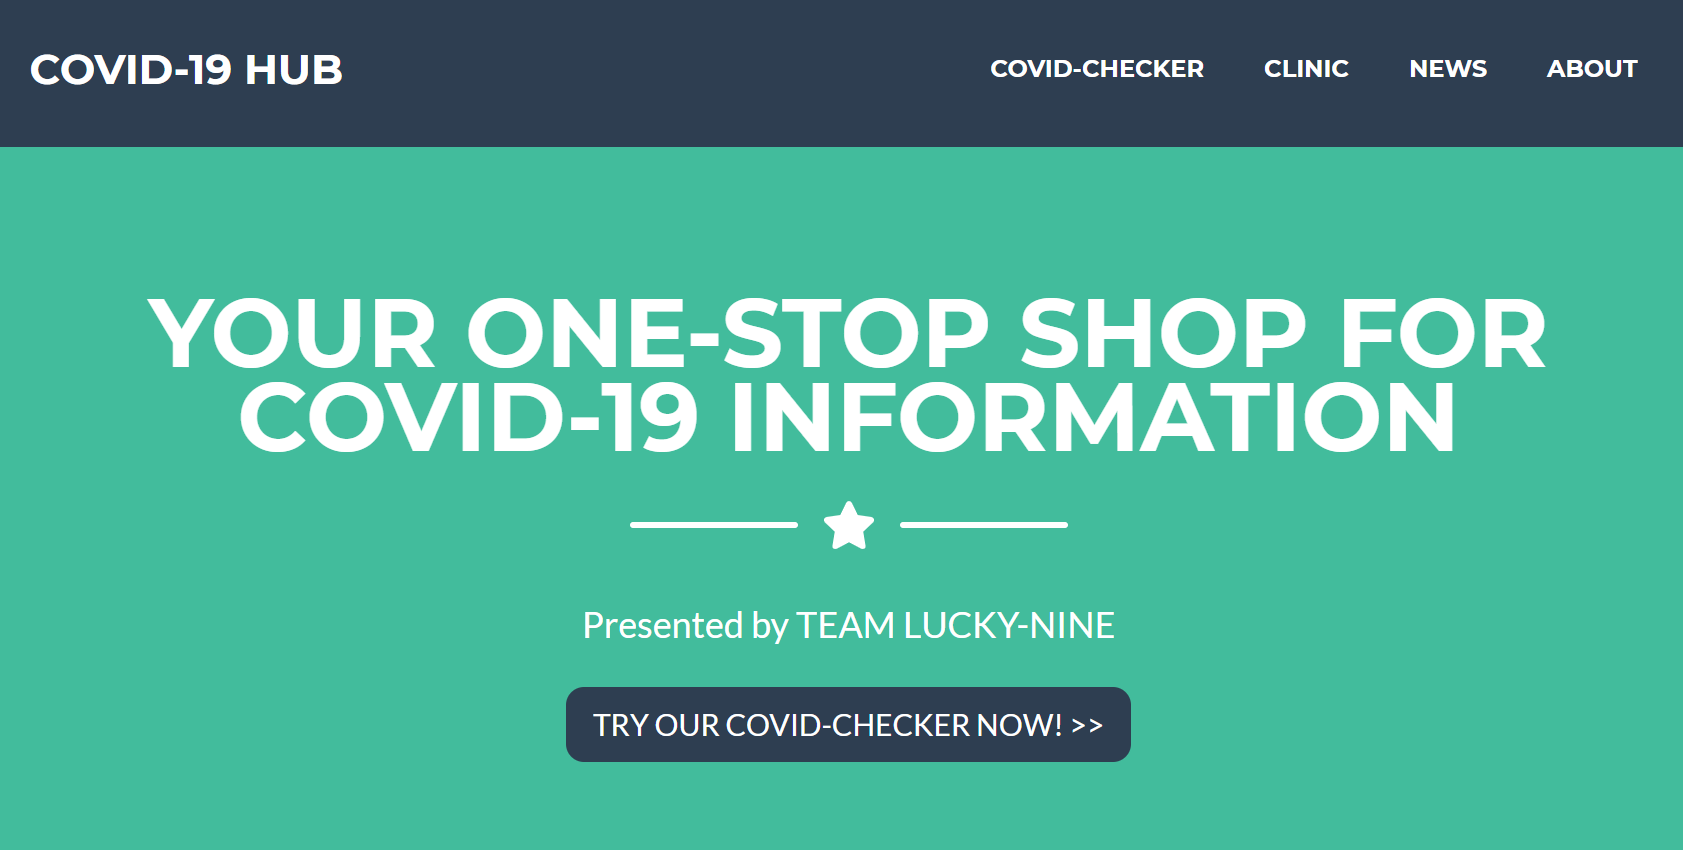 COVID-19 HUB
COVID-CHECKER
CLINIC
NEWS
ABOUT
YOUR ONE-STOP SHOP FOR
COVID-19 INFORMATION
Presented by TEAM LUCKY-NINE
TRY OUR COVID-CHECKER NOW! >>